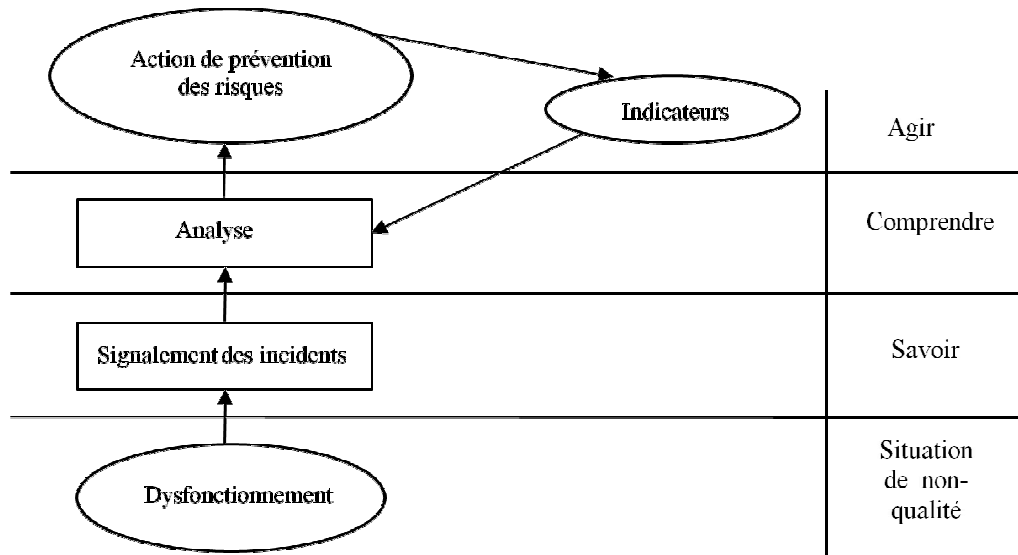 Action de prévention
des risques
Indicateurs
Agir
Analyse
Comprendre
Signalement des incidents
Savoir
Dysfonctionnement
Situation
de non-
qualité